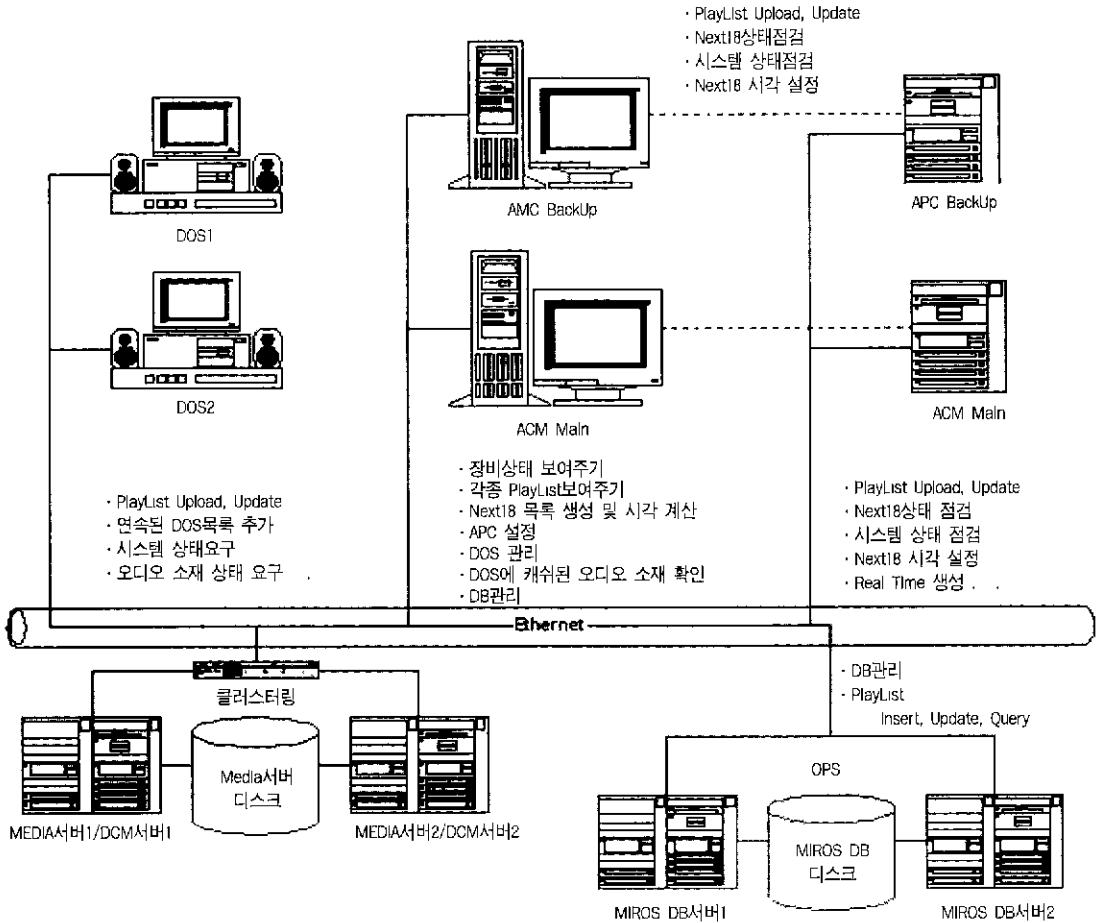 · PlayList Upload, Update
· Next18상태점검
· 시스템 상태점검
· Next18 시각 설정
DOS1
AMC BackUp
APC BackUp
DOS2
ACM Main
ACM Main
· PlayList Upload, Update
· 연속된 DOS목록 추가
· 시스템 상태요구
· 오디오 소재 상태 요구
· 장비상태 보여주기
· 각종 PlayList보여주기
· Next18 목록 생성 및 시각 계산
· APC 설정
· DOS 관리
· DOS에 캐쉬된 오디오 소재 확인
· DB관리
· PlayList Upload, Update
· Next18상태 점검
· 시스템 상태 점검
· Next18 시각 설정
· Real Time 생성
Ethernet
클러스터링
· DB관리
· PlayList
Insert, Update, Query
Media서버
디스크
MEDIA서버1/DCM서버1
MEDIA서버2/DCM서버2
OPS
MIROS DB
디스크
MIROS DB서버1
MIROS DB서버2